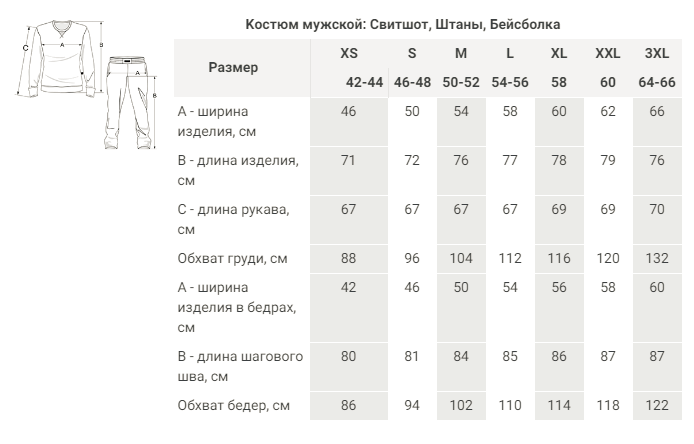 Костюм мужской: Свитшот, Штаны, Бейсболка
C A B
A B
Размер XS S M L XL XXL 3XL
42-44 46-48 50-52 54-56 58 60 64-66
A - ширина 46 50 54 58 60 62 66
изделия, см
B - длина изделия, 71 72 76 77 78 79 76
см
C - длина рукава, 67 67 67 67 69 69 70
см
Обхват груди, см 88 96 104 112 116 120 132
A - ширина 42 46 50 54 56 58 60
изделия в бедрах,
см
B - длина шагового 80 81 84 85 86 87 87
шва, см
Обхват бедер, см 86 94 102 110 114 118 122